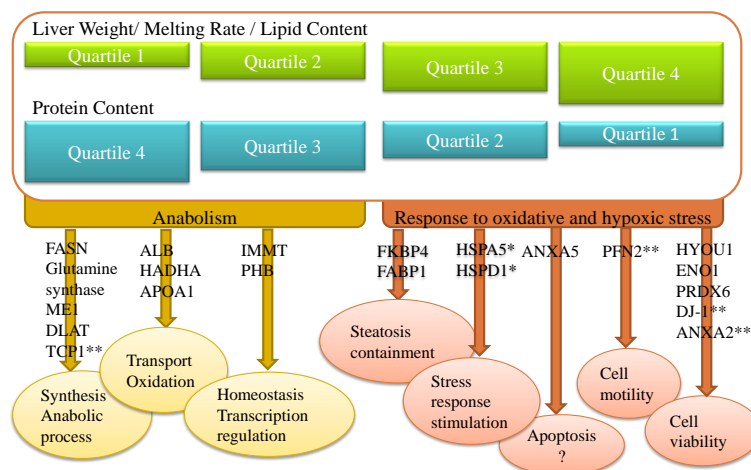 Liver Weight/ Melting Rate / Lipid Content
Quartile 1
Quartile 2
Quartile 3
Quartile 4
Protein Content
Quartile 4
Quartile 3
Quartile 2
Quartile 1
Anabolism
Response to oxidative and hypoxic stress
FASN
Glutamine
synthase
ME1
DLAT
TCP1**
ALB
HADHA
APOA1
IMMT
PHB
FKBP4
FABP1
HSPA5*
HSPD1*
ANXA5
PFN2**
HYOU1
ENO1
PRDX6
DJ-1**
ANXA2**
Synthesis
Anabolic
process
Transport
Oxidation
Homeostasis
Transcription
regulation
Steatosis
containment
Stress
response
stimulation
Apoptosis
?
Cell
motility
Cell
viability